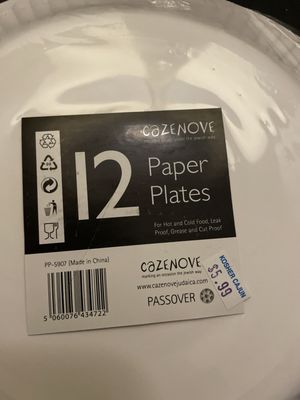 cazenove
marking an occasion the jewish way
12
Paper
Plates
For Hot and Cold Food, Leak
Proof, Grease and Cut Proof
PP-S907 (Made in China)
5 060076 434722
cazenove
marking an occasion the jewish way
www.cazenovejudaica.com
PASSOVER
KOSHER CAJUN
$5.99